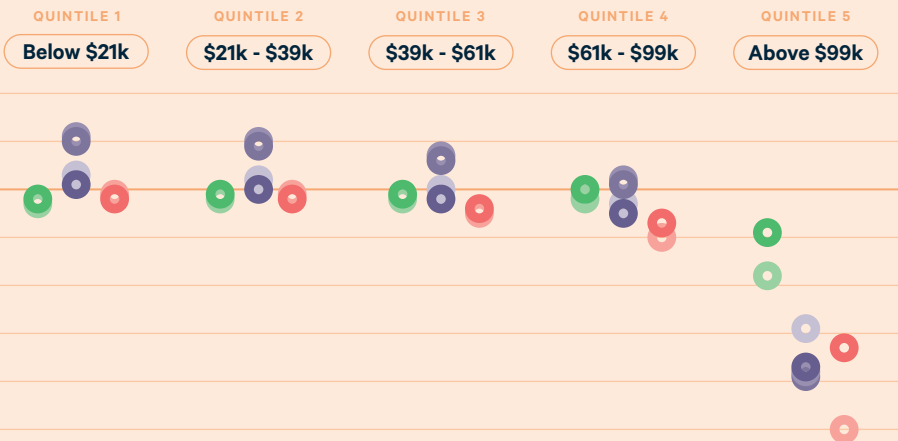 QUINTILE 1
Below $21k
QUINTILE 2
$21k - $39k
QUINTILE 3
$39k - $61k
QUINTILE 4
$61k - $99k
QUINTILE 5
Above $99k